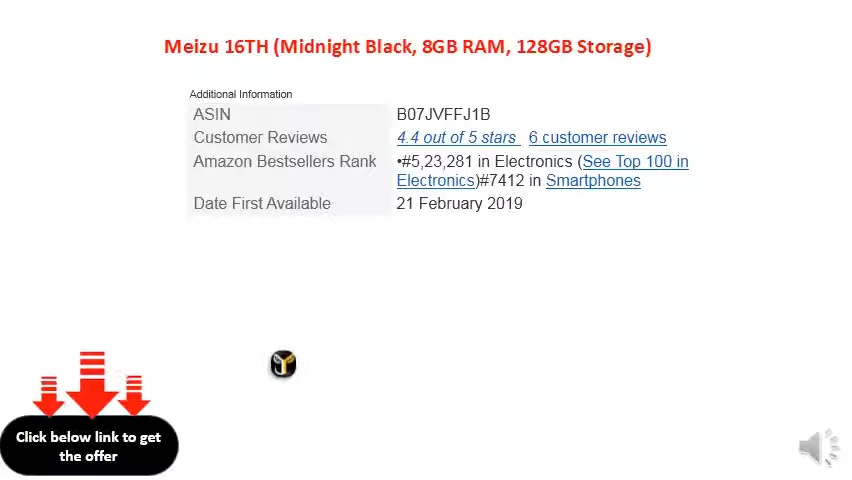 Meizu 16TH (Midnight Black, 8GB RAM, 128GB Storage)
Additional Information
ASIN B07JVFFJ1B
Customer Reviews 4.4 out of 5 stars 6 customer reviews
Amazon Bestsellers Rank •#5,23,281 in Electronics (See Top 100 in
Electronics)#7412 in Smartphones
Date First Available 21 February 2019
Click below link to get
the offer